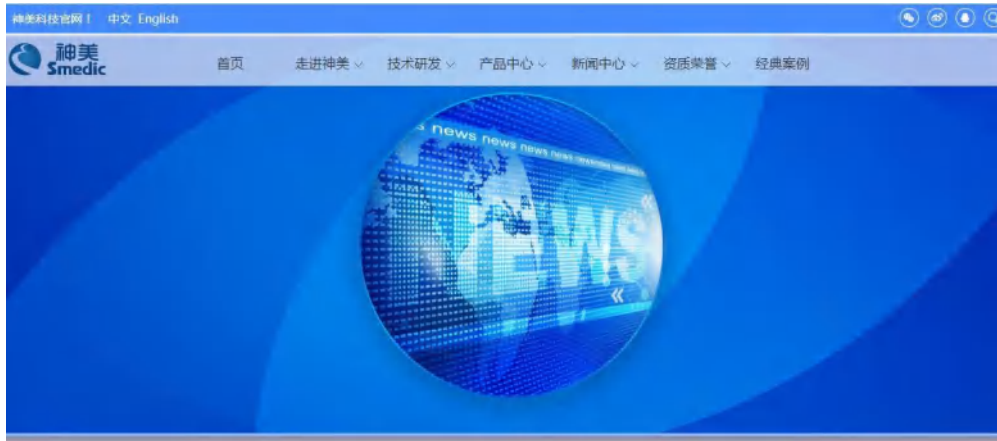 神美科技官网！ 中文 English
神美
Smedic
首页 走进神美 技术研发 产品中心 新闻中心 资质荣誉 经典案例
s news news news news news news
NEWS